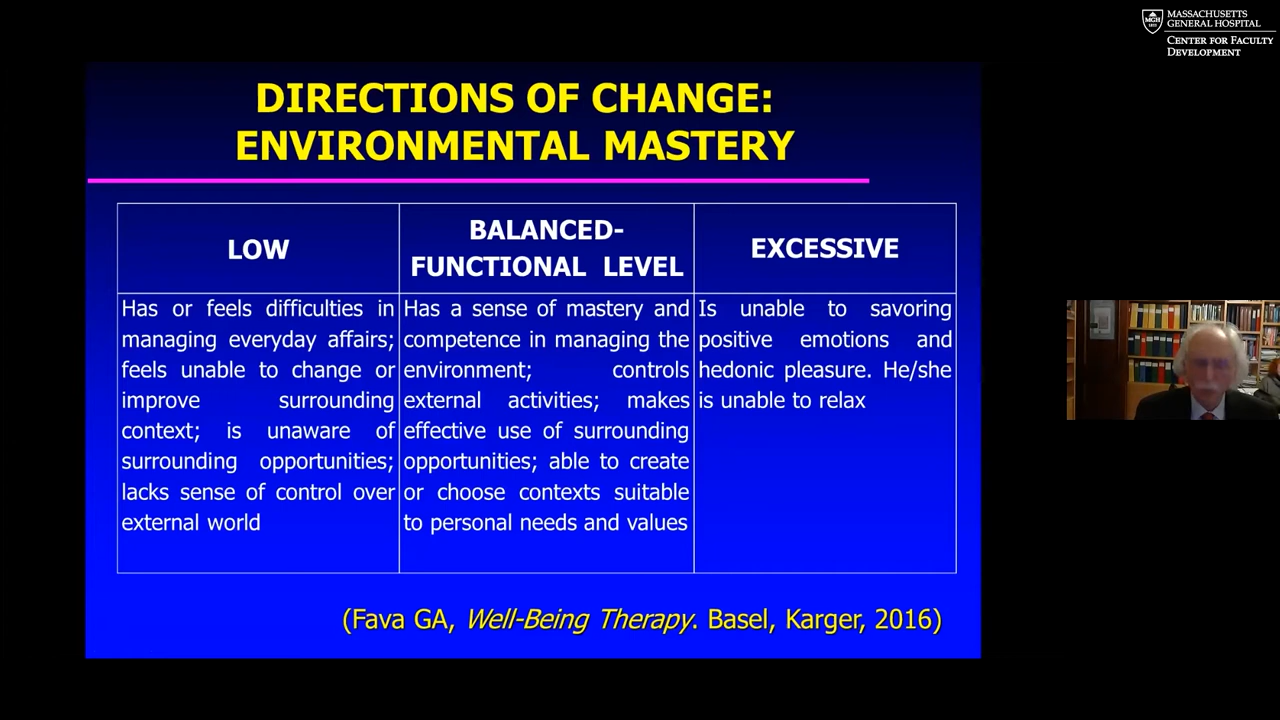 MASSACHUSETTS
GENERAL HOSPITAL
CENTER FOR FACULTY
DEVELOPMENT
MGH
1811
DIRECTIONS OF CHANGE:
ENVIRONMENTAL MASTERY
LOW
BALANCED-
FUNCTIONAL LEVEL
EXCESSIVE
Has or feels difficulties in
managing everyday affairs;
feels unable to change or
improve surrounding
context; is unaware of
surrounding opportunities;
lacks sense of control over
external world
Has a sense of mastery and
competence in managing the
environment; controls
external activities; makes
effective use of surrounding
opportunities; able to create
or choose contexts suitable
to personal needs and values
Is unable to savoring
positive emotions and
hedonic pleasure. He/she
is unable to relax
(Fava GA, Well-Being Therapy. Basel, Karger, 2016)